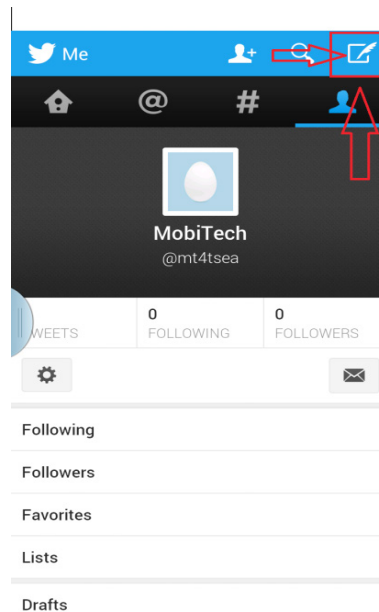 Me
@ #
MobiTech
@mt4tsea
0 0
WEETS FOLLOWING FOLLOWERS
Following
Followers
Favorites
Lists
Drafts